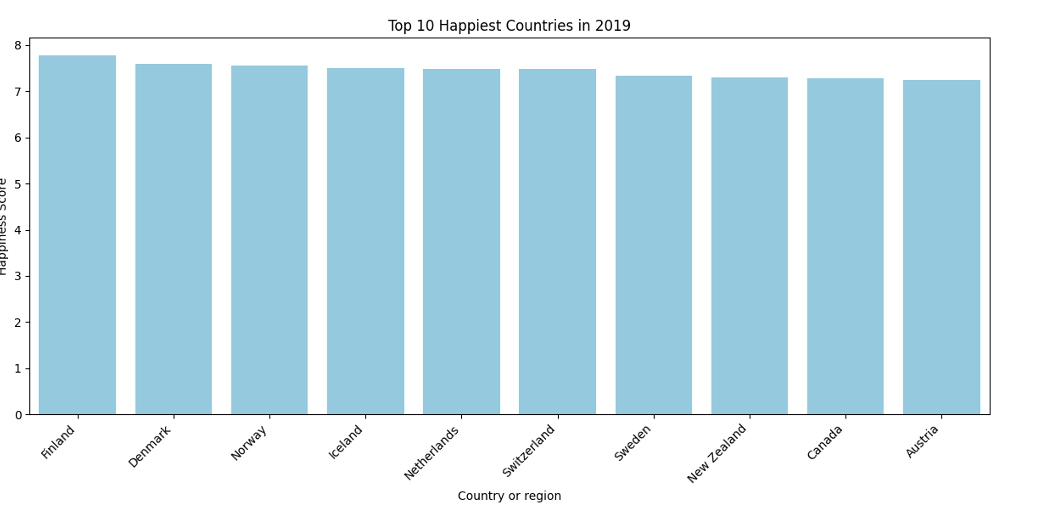 Top 10 Happiest Countries in 2019
8
7
6
5
4
3
2
1
0
Happiness Score
Finland
Denmark
Norway
Iceland
Netherlands
Switzerland
Sweden
New Zealand
Canada
Austria
Country or region